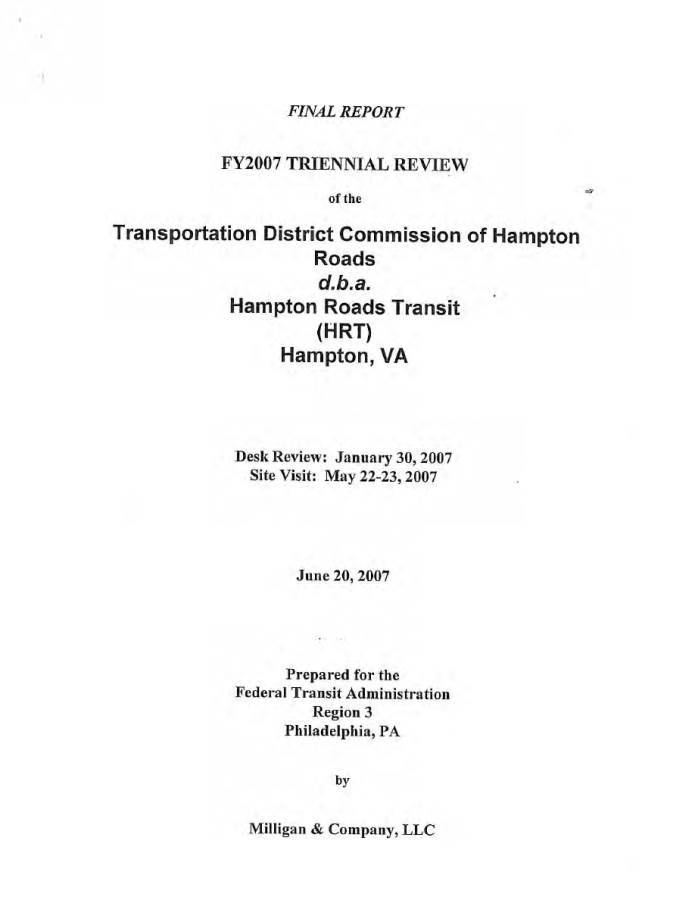 FINAL REPORT
FY2007 TRIENNIAL REVIEW
of the
Transportation District Commission of Hampton
Roads
d.b.a.
Hampton Roads Transit
(HRT)
Hampton, VA
Desk Review: January 30, 2007
Site Visit: May 22-23, 2007
June 20, 2007
Prepared for the
Federal Transit Administration
Region 3
Philadelphia, PA
by
Milligan & Company, LLC